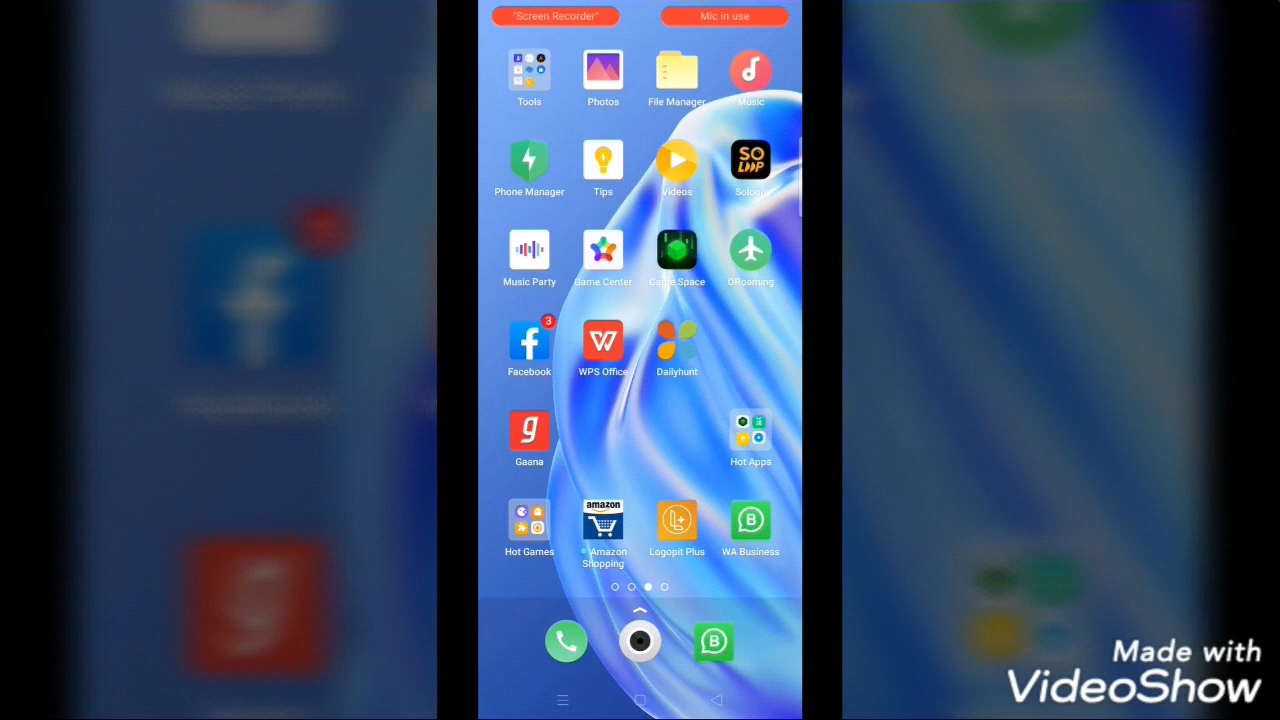 "Screen Recorder"
Mic in use
Tools
Photos
File Manager
Music
Phone Manager
Tips
Videos
SO
LOOP
Soloop
Music Party
Game Center
Game Space
ORoaming
3
Facebook
WPS Office
Dailyhunt
Gaana
Hot Apps
amazon
Hot Games
Amazon
Shopping
Logopit Plus
WA Business
Made with
VideoShow